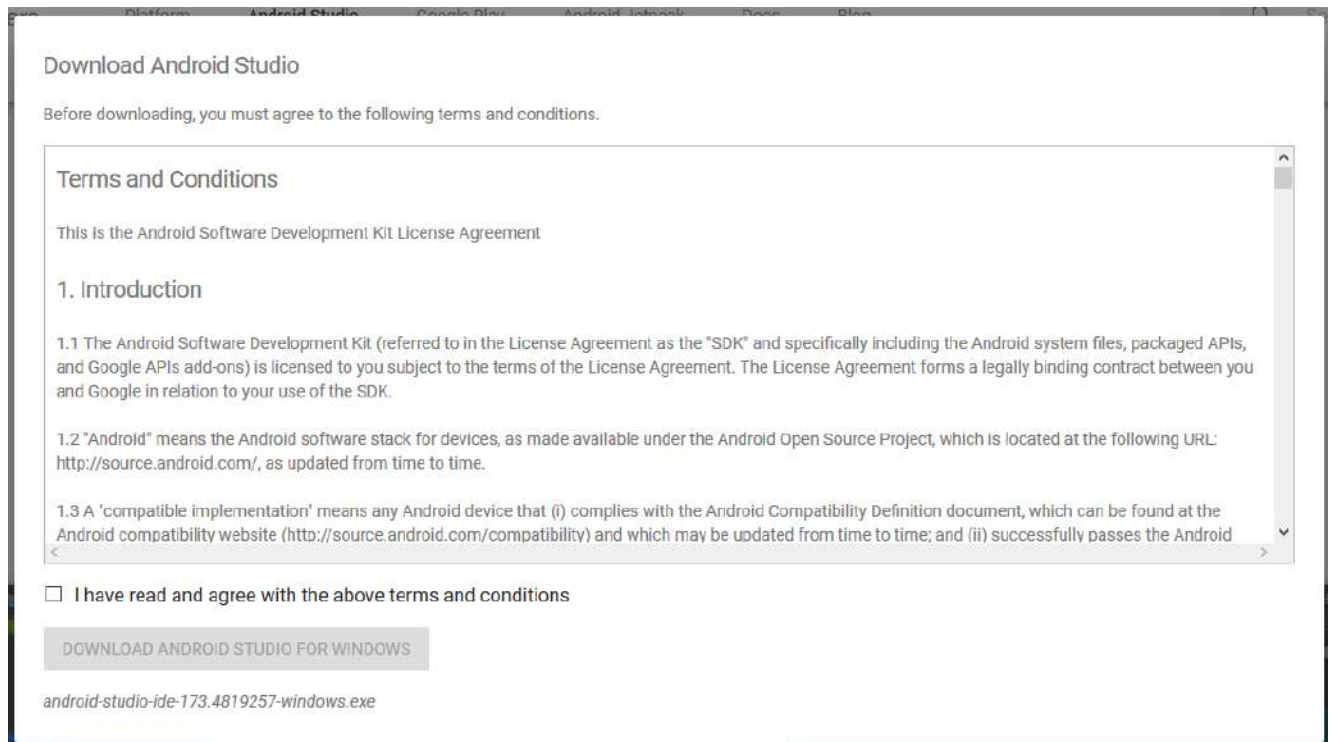 Platform Android Studio Google Play Android Jetpack Docs Blog
Download Android Studio
Before downloading, you must agree to the following terms and conditions.
Terms and Conditions
This is the Android Software Development Kit License Agreement
1. Introduction
1.1 The Android Software Development Kit (referred to in the License Agreement as the "SDK" and specifically including the Android system files, packaged APIs,
and Google APIs add-ons) is licensed to you subject to the terms of the License Agreement. The License Agreement forms a legally binding contract between you
and Google in relation to your use of the SDK.
1.2 "Android" means the Android software stack for devices, as made available under the Android Open Source Project, which is located at the following URL:
http://source.android.com/, as updated from time to time.
1.3 A 'compatible implementation' means any Android device that (i) complies with the Android Compatibility Definition document, which can be found at the
Android compatibility website (http://source.android.com/compatibility) and which may be updated from time to time; and (ii) successfully passes the Android
I have read and agree with the above terms and conditions
DOWNLOAD ANDROID STUDIO FOR WINDOWS
android-studio-ide-173.4819257-windows.exe